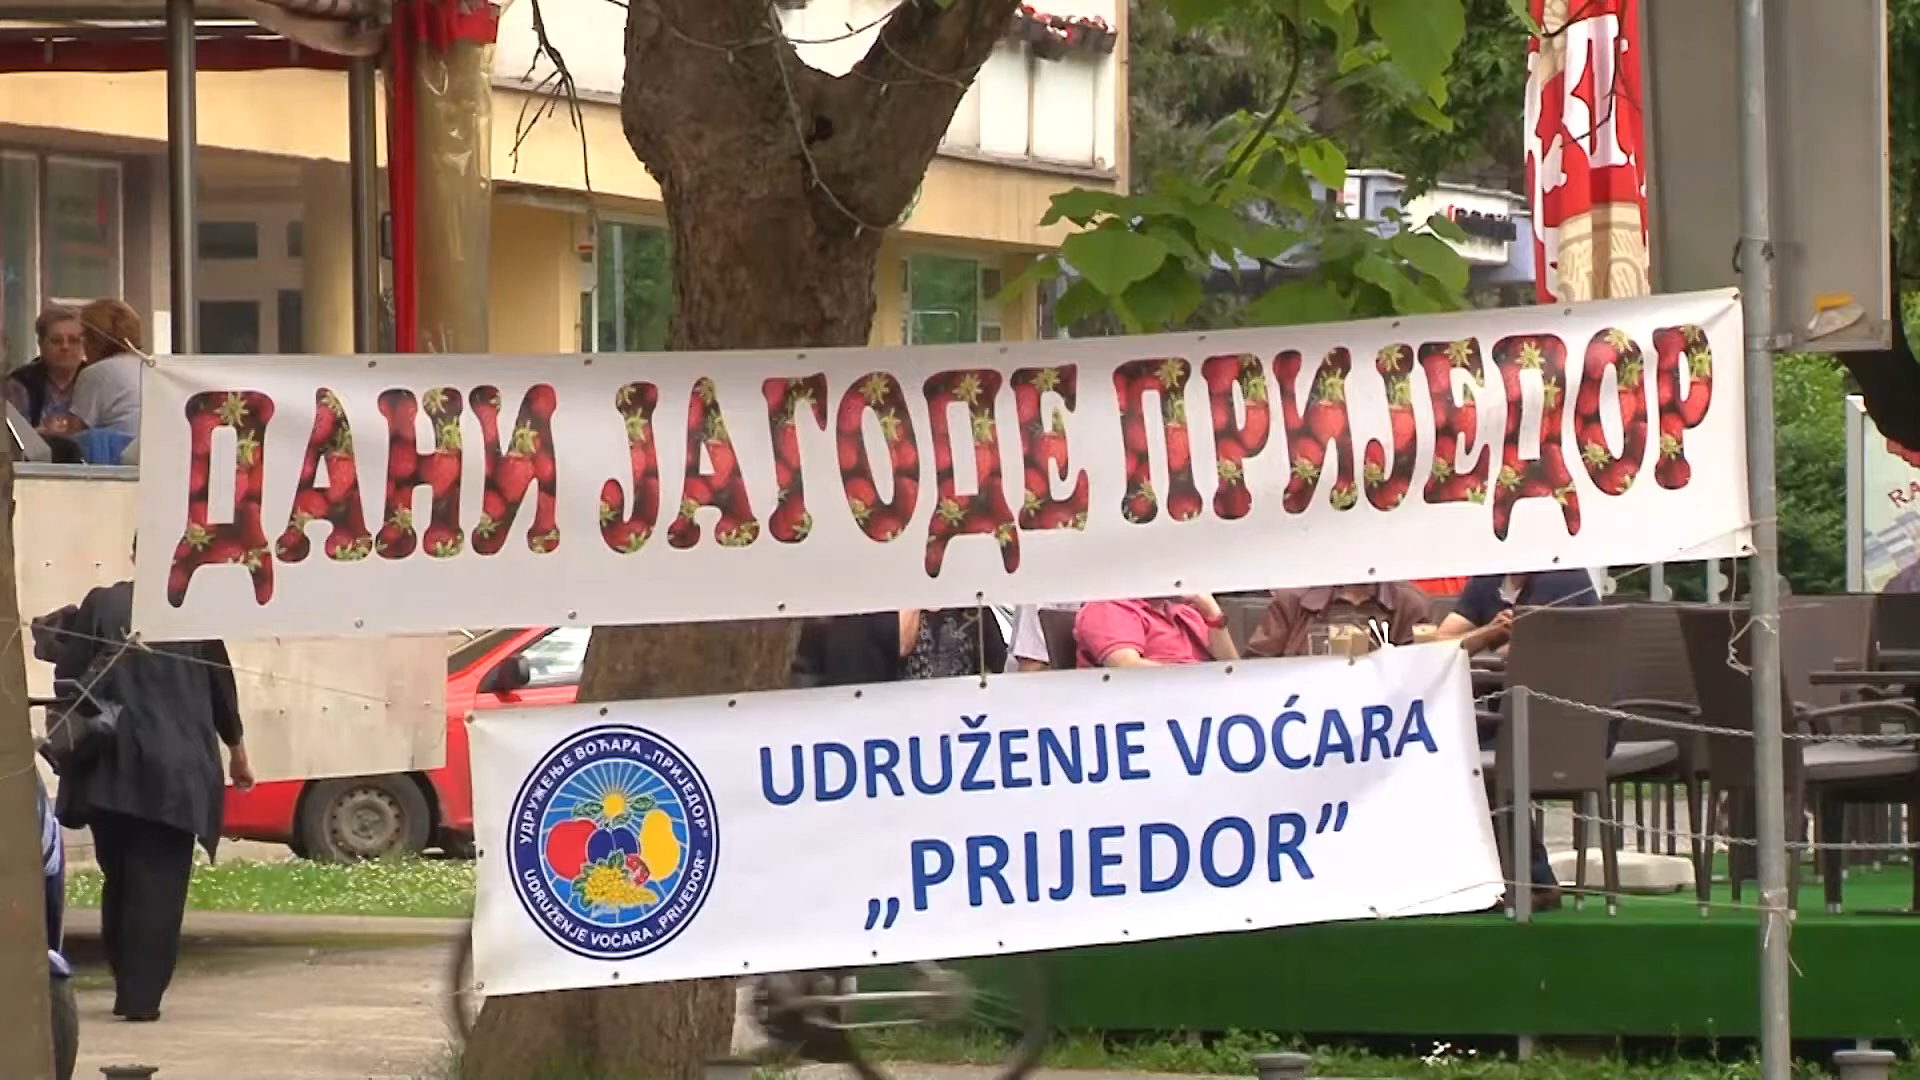 ДАНИ ЈАГОДЕ ПРИЈЕДОР
UDRUŽENJE VOĆARA
„PRIJEDOR”
УДРУЖЕЊЕ ВОЋАРА „ПРИЈЕДОР”
UDRUŽENJE VOĆARA „PRIJEDOR”